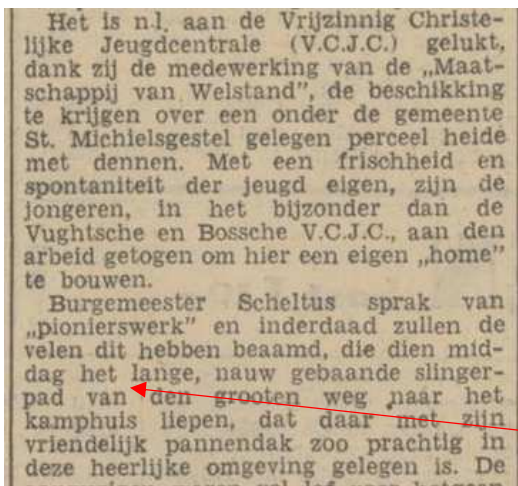 Het is n.l. aan de Vrijzinnig Christe-
lijke Jeugdcentrale (V.C.J.C.) gelukt,
dank zij de medewerking van de „Maat-
schappij van Welstand”, de beschikking
te krijgen over een onder de gemeente
St. Michielsgestel gelegen perceel heide
met dennen. Met een frischheid en
spontaniteit der jeugd eigen, zijn de
jongeren, in het bijzonder dan de
Vughtsche en Bossche V.C.J.C., aan den
arbeid getogen om hier een eigen „home”
te bouwen.
Burgemeester Scheltus sprak van
„pionierswerk” en inderdaad zullen de
velen dit hebben beaamd, die dien mid-
dag het lange, nauw gebaande slinger-
pad van den grooten weg naar het
kamphuis liepen, dat daar met zijn
vriendelijk pannendak zoo prachtig in
deze heerlijke omgeving gelegen is. De